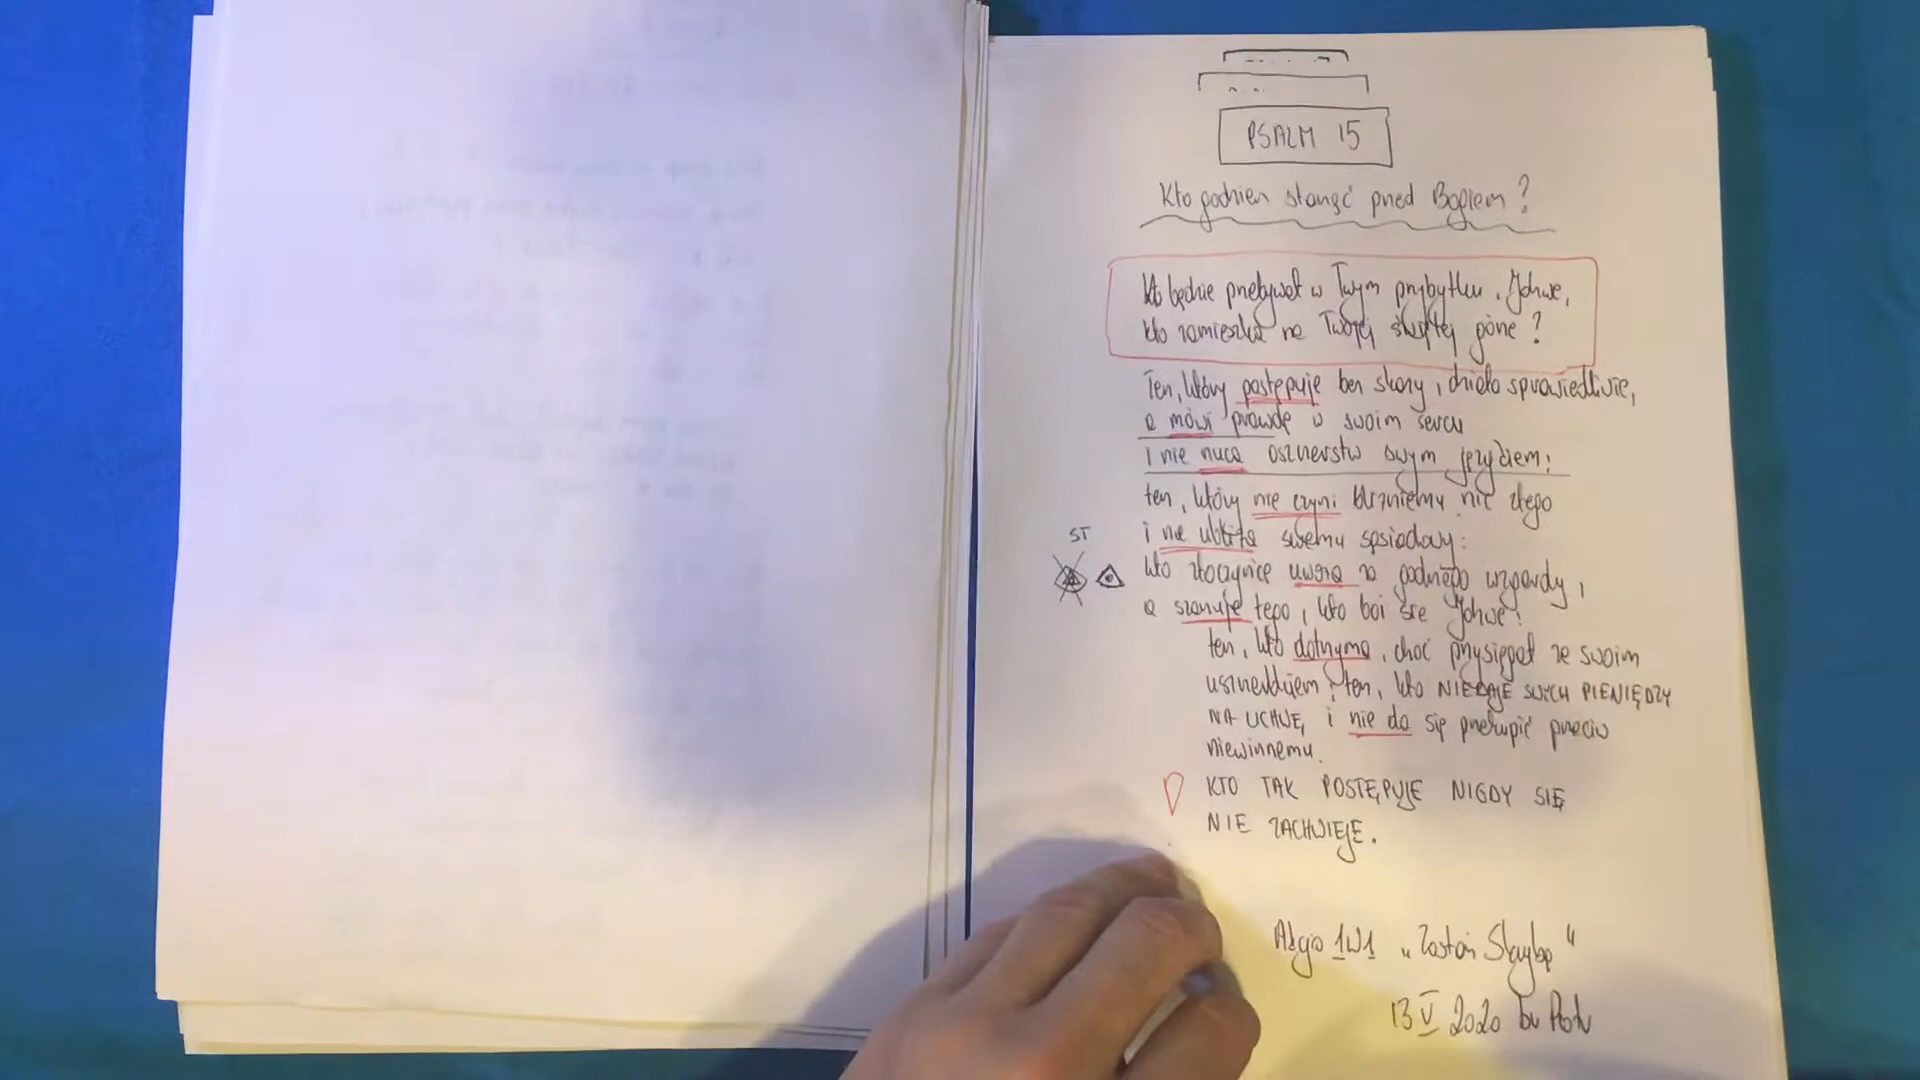 PSALM 15
Kto godzien stanąć przed Bogiem?
Kto będzie przebywał w Twym przybytku, Jahwe,
kto zamieszka na Twojej świętej górze?
Ten, który postępuje bez skazy, działa sprawiedliwie,
a mówi prawdę w swoim sercu
i nie rzuca oszczerstw swym językiem;
ten, który nie czyni bliźniemu nic złego
i nie ubliża swemu sąsiadowi;
ST
kto złoczyńcę uważa za godnego wzgardy,
a szanuje tego, kto boi się Jahwe;
ten, kto dotrzyma, choć przysięgał ze swoim
uszczerbkiem; ten, kto NIE DAJE SWYCH PIENIĘDZY
NA LICHWĘ, i nie da się przekupić przeciw
niewinnemu.
KTO TAK POSTĘPUJE NIGDY SIĘ
NIE ZACHWIEJE.
Akcja 1W1 „Zostań Skrybą"
13 V 2020 by